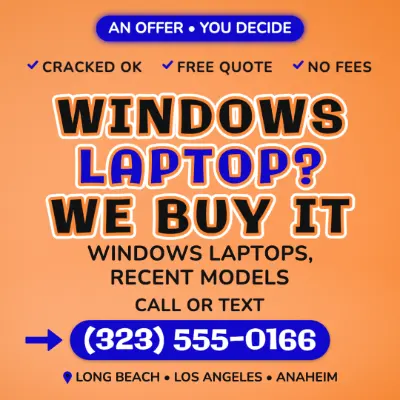 AN OFFER • YOU DECIDE
CRACKED OK FREE QUOTE NO FEES
WINDOWS
LAPTOP?
WE BUY IT
WINDOWS LAPTOPS,
RECENT MODELS
CALL OR TEXT
(323) 555-0166
LONG BEACH • LOS ANGELES • ANAHEIM